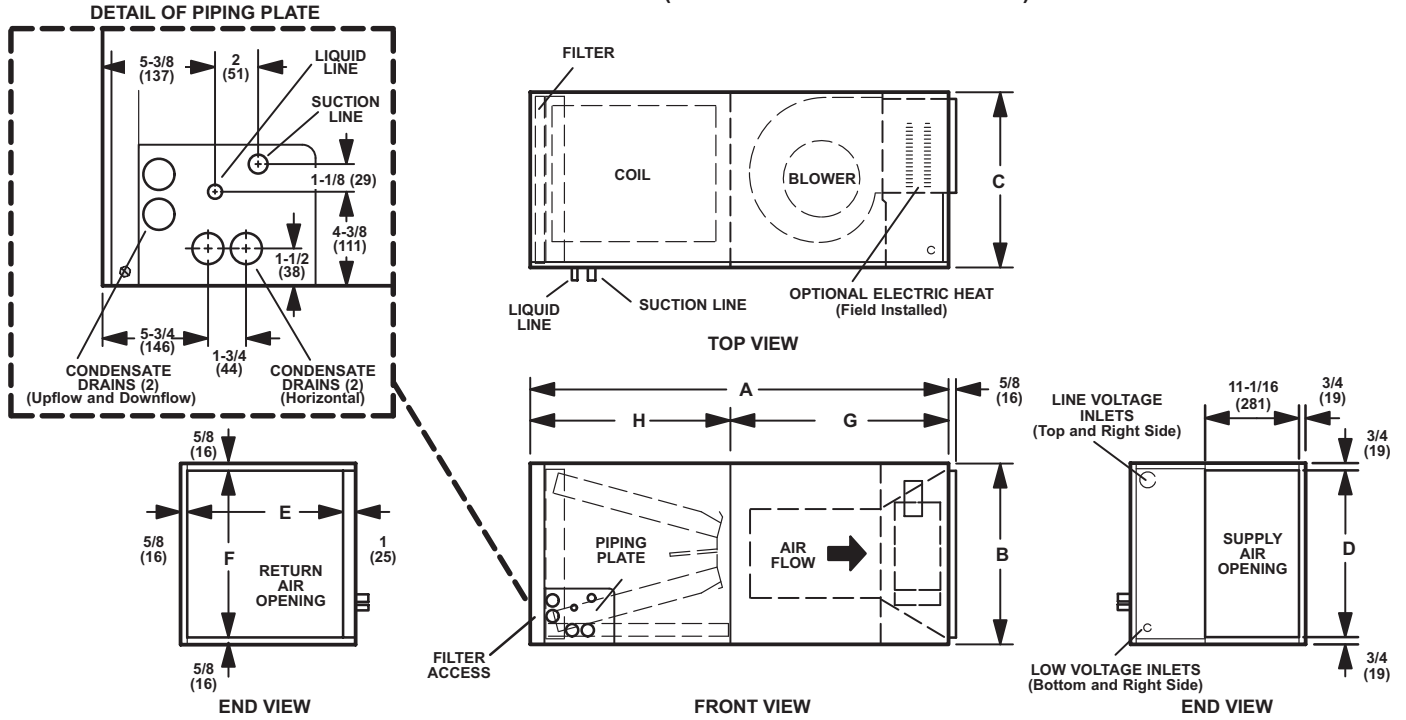 DETAIL OF PIPING PLATE
5-3/8
(137)
2
(51)
LIQUID
LINE
SUCTION
LINE
1-1/8 (29)
4-3/8
(111)
1-1/2
(38)
5-3/4
(146)
1-3/4
(44)
CONDENSATE
DRAINS (2)
(Upflow and Downflow)
CONDENSATE
DRAINS (2)
(Horizontal)
FILTER
COIL
BLOWER
C
LIQUID
LINE
SUCTION LINE
OPTIONAL ELECTRIC HEAT
(Field Installed)
TOP VIEW
5/8
(16)
5/8
(16)
E
F
1
(25)
RETURN
AIR
OPENING
5/8
(16)
END VIEW
A
5/8
(16)
H
G
PIPING
PLATE
AIR
FLOW
B
FILTER
ACCESS
FRONT VIEW
11-1/16
(281)
3/4
(19)
LINE VOLTAGE
INLETS
(Top and Right Side)
3/4
(19)
SUPPLY
AIR
OPENING
D
LOW VOLTAGE INLETS
(Bottom and Right Side)
3/4
(19)
END VIEW